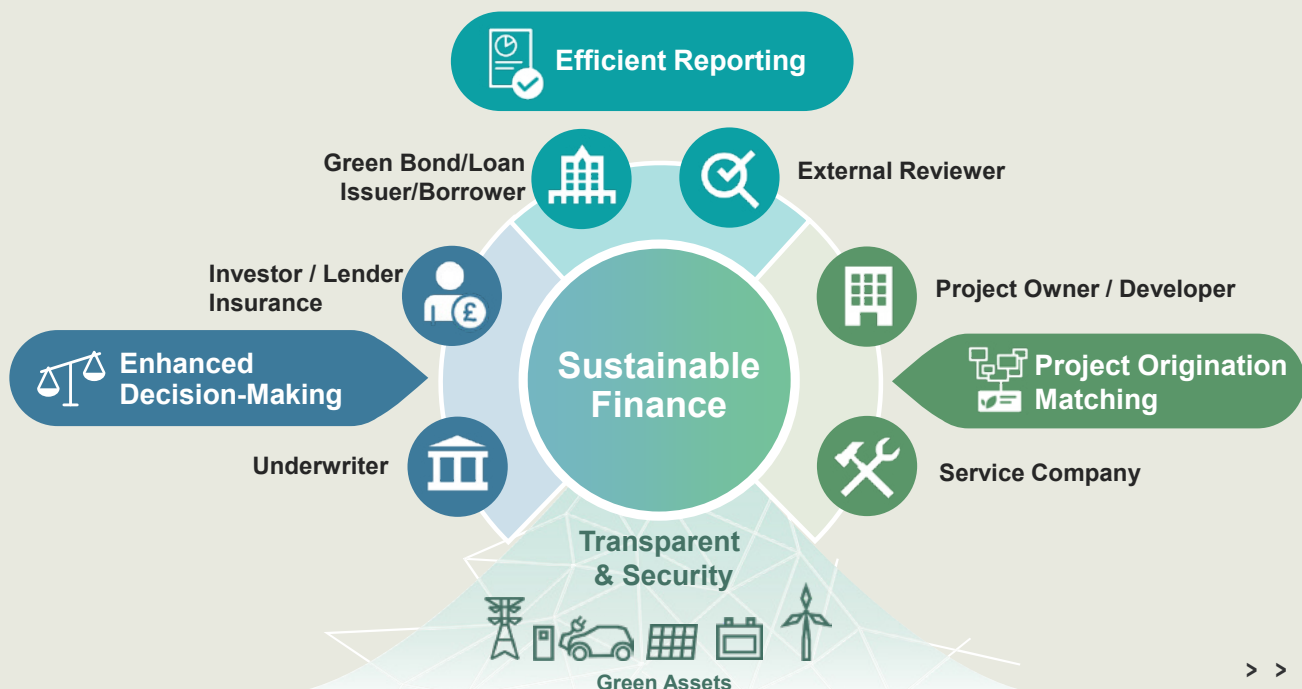 Efficient Reporting
Green Bond/Loan
Issuer/Borrower
External Reviewer
Investor / Lender
Insurance
£
Project Owner / Developer
Enhanced
Decision-Making
Sustainable
Finance
Project Origination
Matching
Underwriter
Service Company
Transparent
& Security
Green Assets
> >